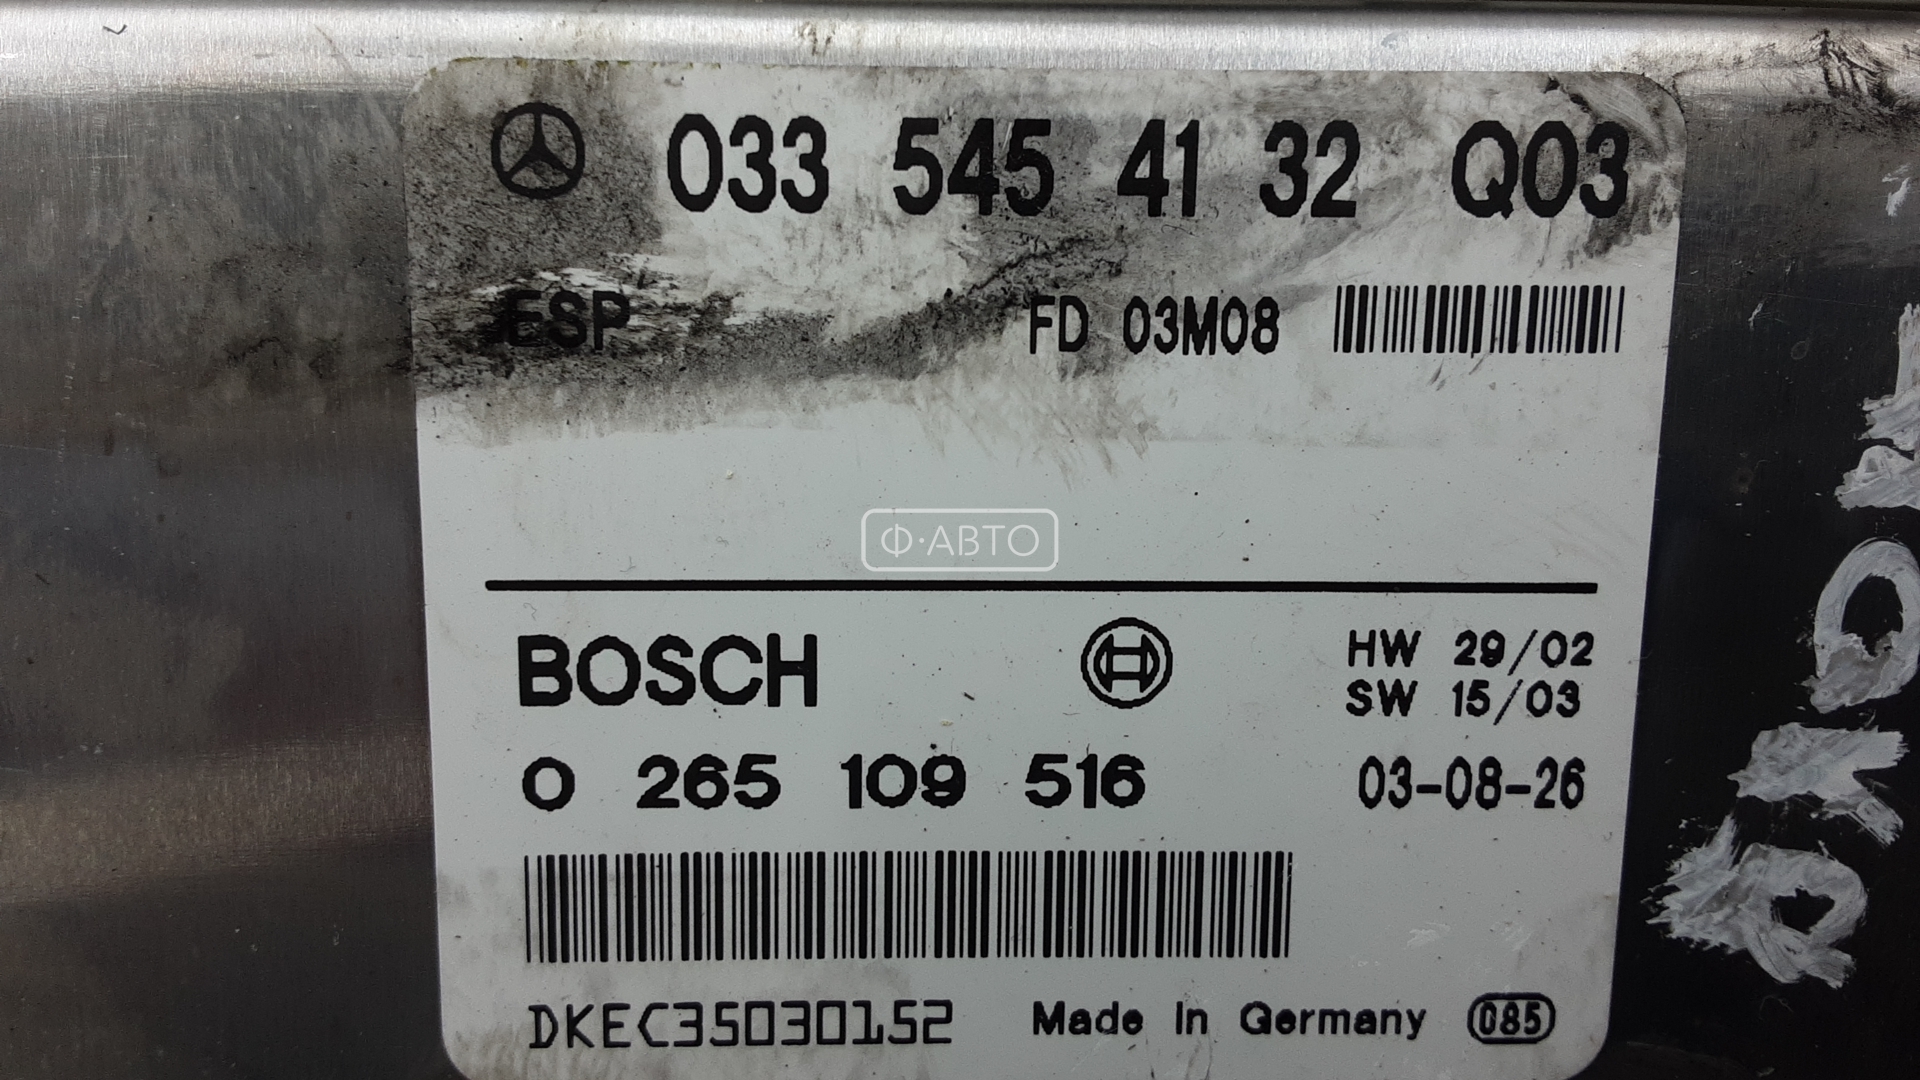 033 545 41 32 Q03
ESP FD 03M08
Ф·АВТО
BOSCH HW 29/02
SW 15/03
0 265 109 516 03-08-26
DKEC35030152 Made In Germany 085